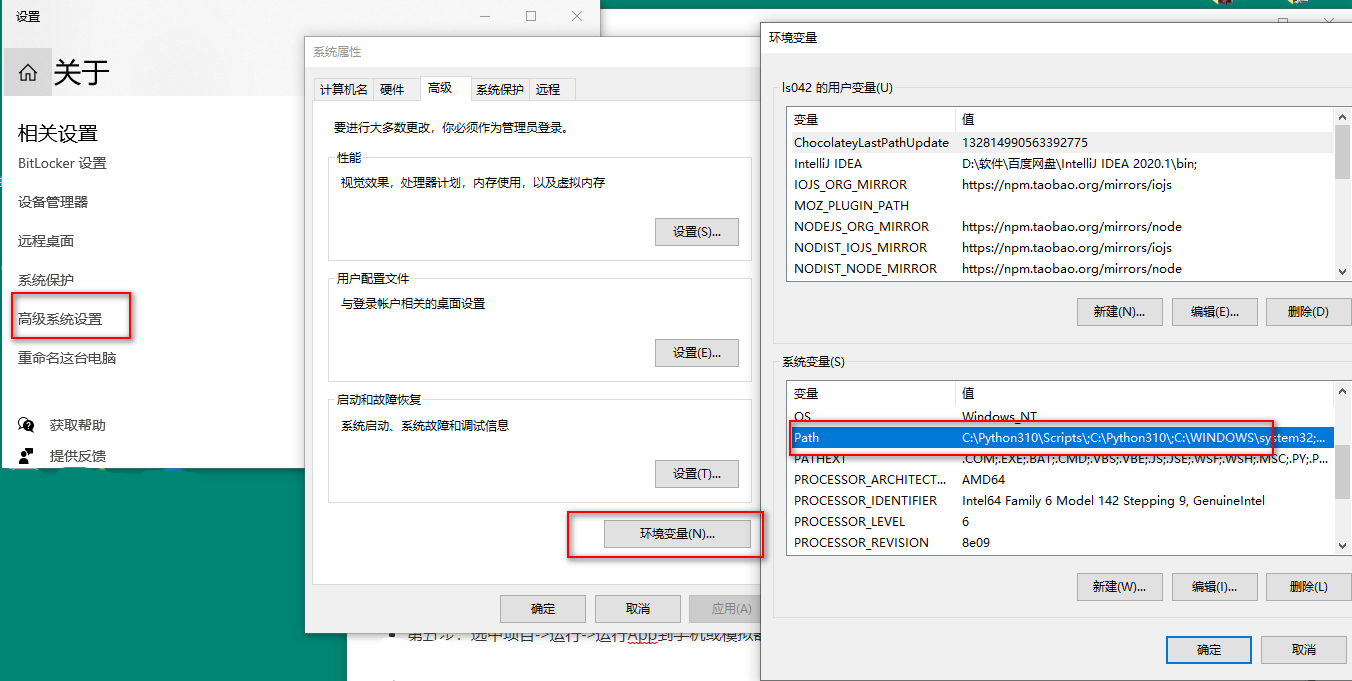 设置
关于
相关设置
BitLocker 设置
设备管理器
远程桌面
系统保护
高级系统设置
重命名这台电脑
获取帮助
提供反馈
系统属性
计算机名 硬件 高级 系统保护 远程
要进行大多数更改，你必须作为管理员登录。
性能
视觉效果，处理器计划，内存使用，以及虚拟内存
设置(S)...
用户配置文件
与登录帐户相关的桌面设置
设置(E)...
启动和故障恢复
系统启动、系统故障和调试信息
设置(T)...
环境变量(N)...
确定 取消 应用(A)
选中项目->运行->运行App到手机或模拟
环境变量
ls042 的用户变量(U)
变量 值
ChocolateyLastPathUpdate 132814990563392775
IntelliJ IDEA D:\软件\百度网盘\IntelliJ IDEA 2020.1\bin;
IOJS_ORG_MIRROR https://npm.taobao.org/mirrors/iojs
MOZ_PLUGIN_PATH
NODEJS_ORG_MIRROR https://npm.taobao.org/mirrors/node
NODIST_IOJS_MIRROR https://npm.taobao.org/mirrors/iojs
NODIST_NODE_MIRROR https://npm.taobao.org/mirrors/node
新建(N)... 编辑(E)... 删除(D)
系统变量(S)
变量 值
OS Windows_NT
Path C:\Python310\Scripts\;C:\Python310\;C:\WINDOWS\system32;...
PATHEXT .COM;.EXE;.BAT;.CMD;.VBS;.VBE;.JS;.JSE;.WSF;.WSH;.MSC;.PY;.P...
PROCESSOR_ARCHITECT... AMD64
PROCESSOR_IDENTIFIER Intel64 Family 6 Model 142 Stepping 9, GenuineIntel
PROCESSOR_LEVEL 6
PROCESSOR_REVISION 8e09
新建(W)... 编辑(I)... 删除(L)
确定 取消